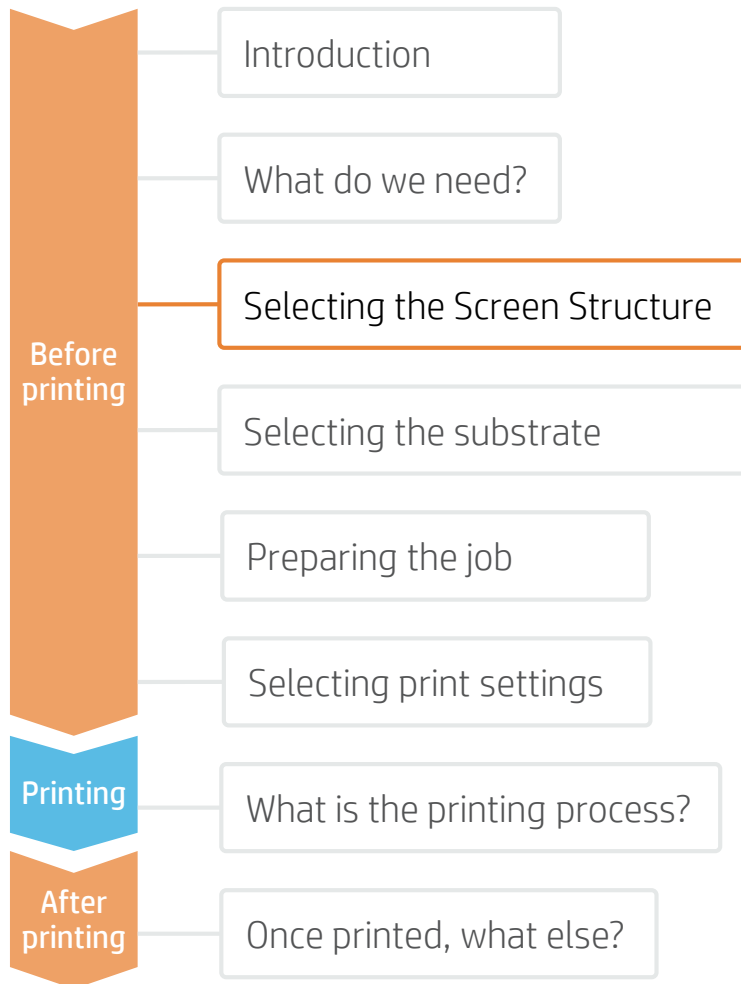 Introduction
What do we need?
Selecting the Screen Structure
Before
printing
Selecting the substrate
Preparing the job
Selecting print settings
Printing
What is the printing process?
After
printing
Once printed, what else?